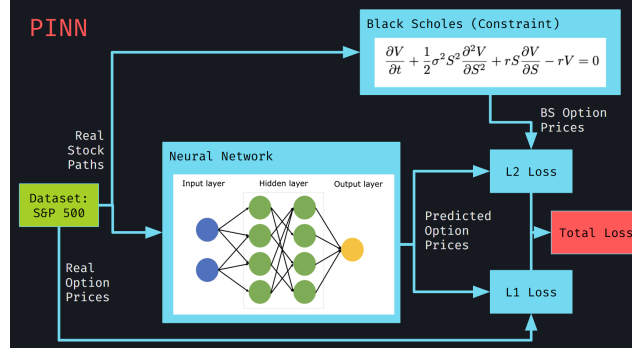 PINN
Black Scholes (Constraint)
∂V/∂t + 1/2 σ²S² ∂²V/∂S² + rS ∂V/∂S − rV = 0
BS Option
Prices
Real
Stock
Paths
Neural Network
Input layer
Hidden layer
Output layer
L2 Loss
Dataset:
S&P 500
Predicted
Option
Prices
Total Loss
Real
Option
Prices
L1 Loss